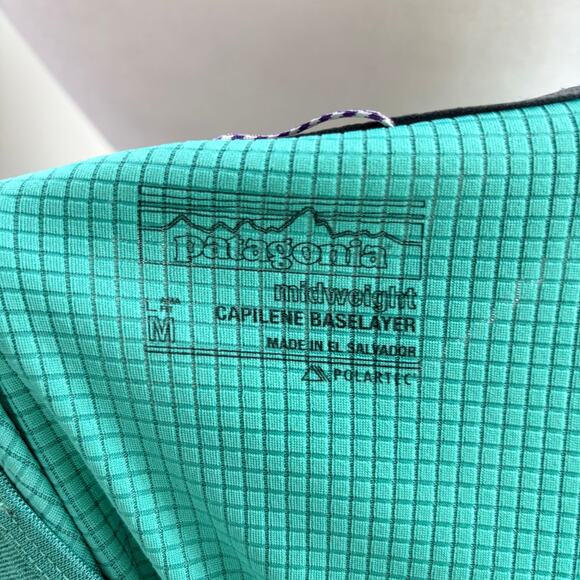 patagonia
midweight
CAPILENE BASELAYER
M
MADE IN EL SALVADOR
POLARTEC